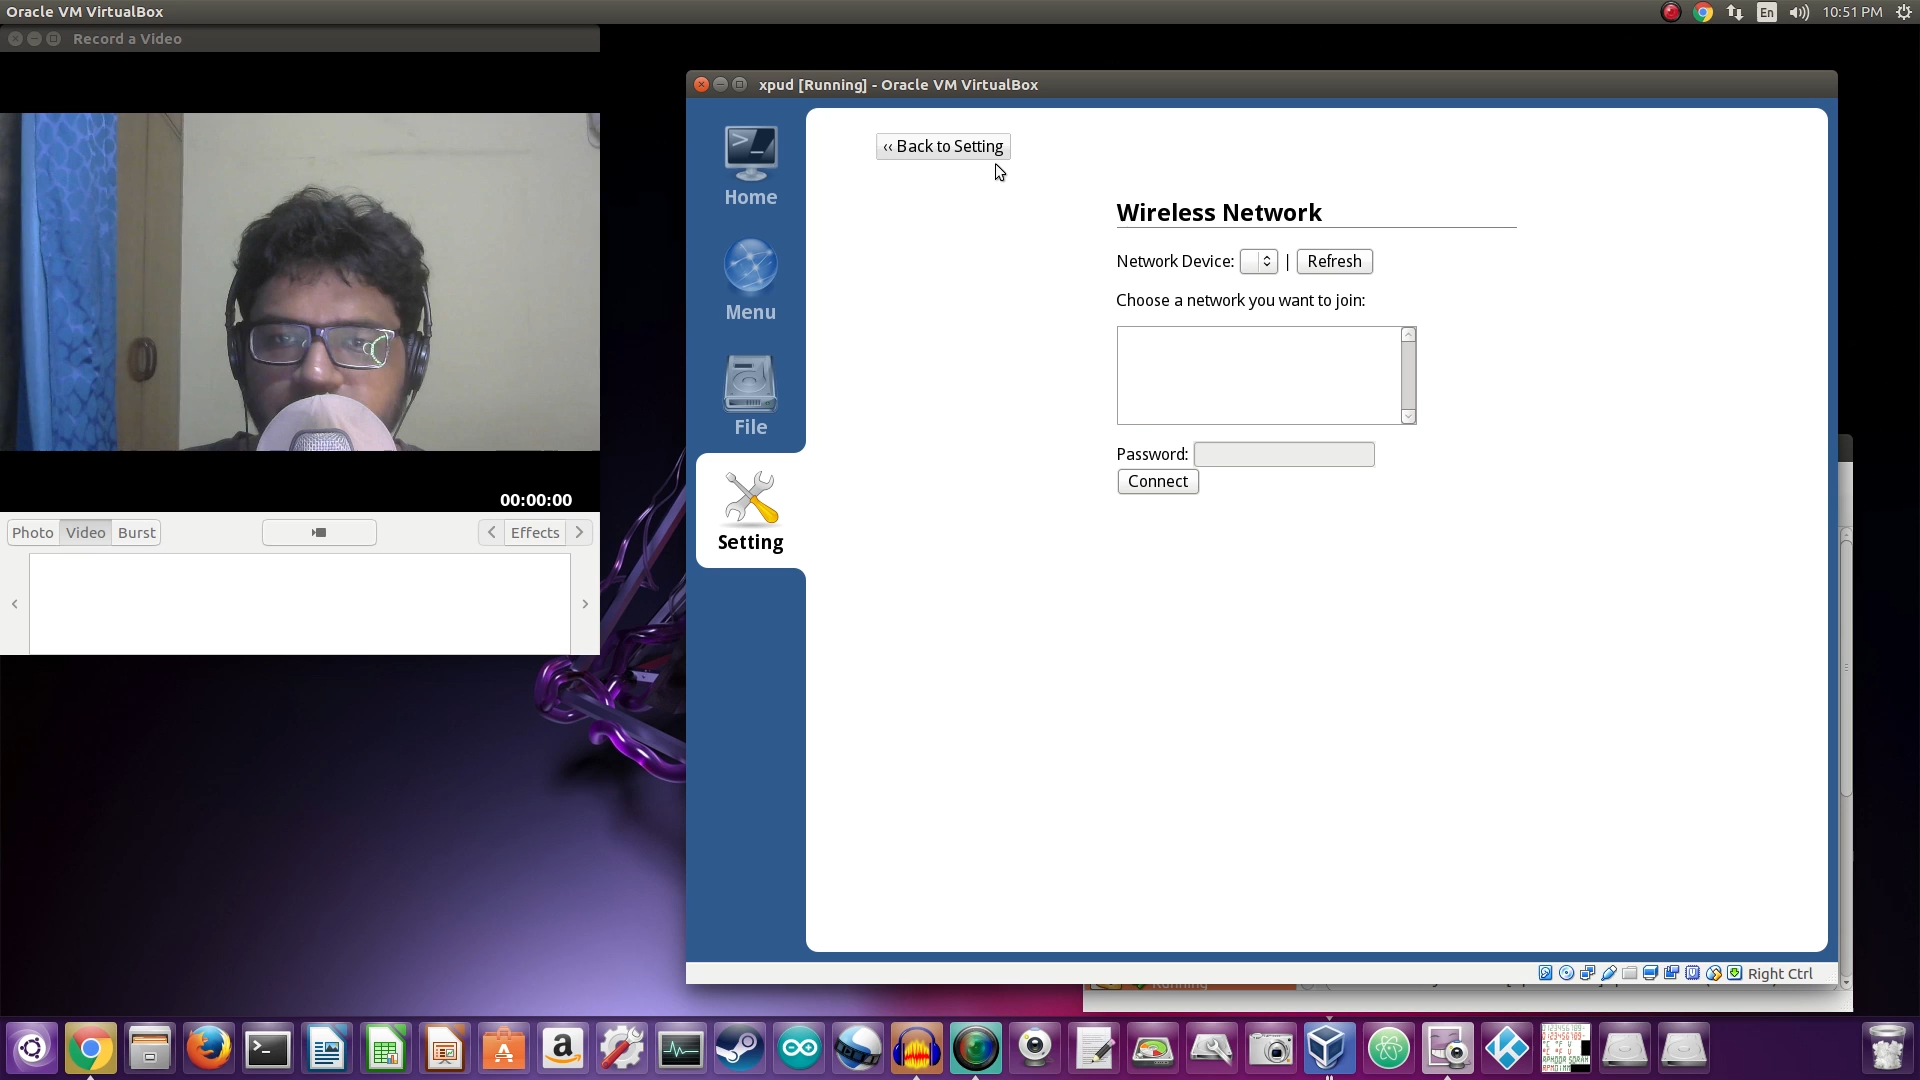 Oracle VM VirtualBox
En
10:51 PM
Record a Video
00:00:00
Photo
Video
Burst
Effects
xpud [Running] - Oracle VM VirtualBox
Home
Menu
File
Setting
‹‹ Back to Setting
Wireless Network
Network Device:
|
Refresh
Choose a network you want to join:
Password:
Connect
Right Ctrl
Running